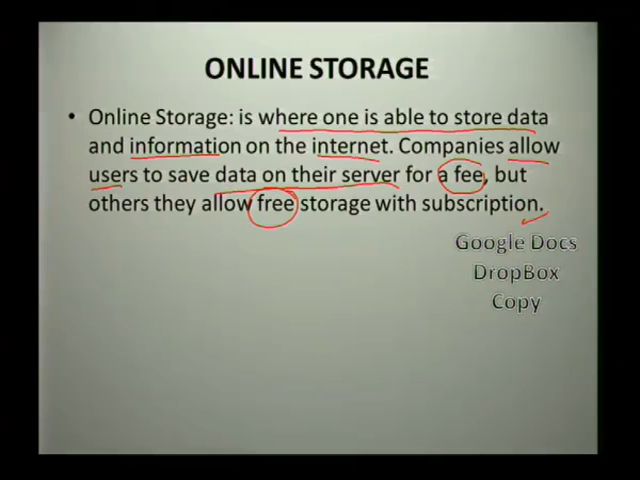 ONLINE STORAGE
• Online Storage: is where one is able to store data
and information on the internet. Companies allow
users to save data on their server for a fee, but
others they allow free storage with subscription.
Google Docs
DropBox
Copy